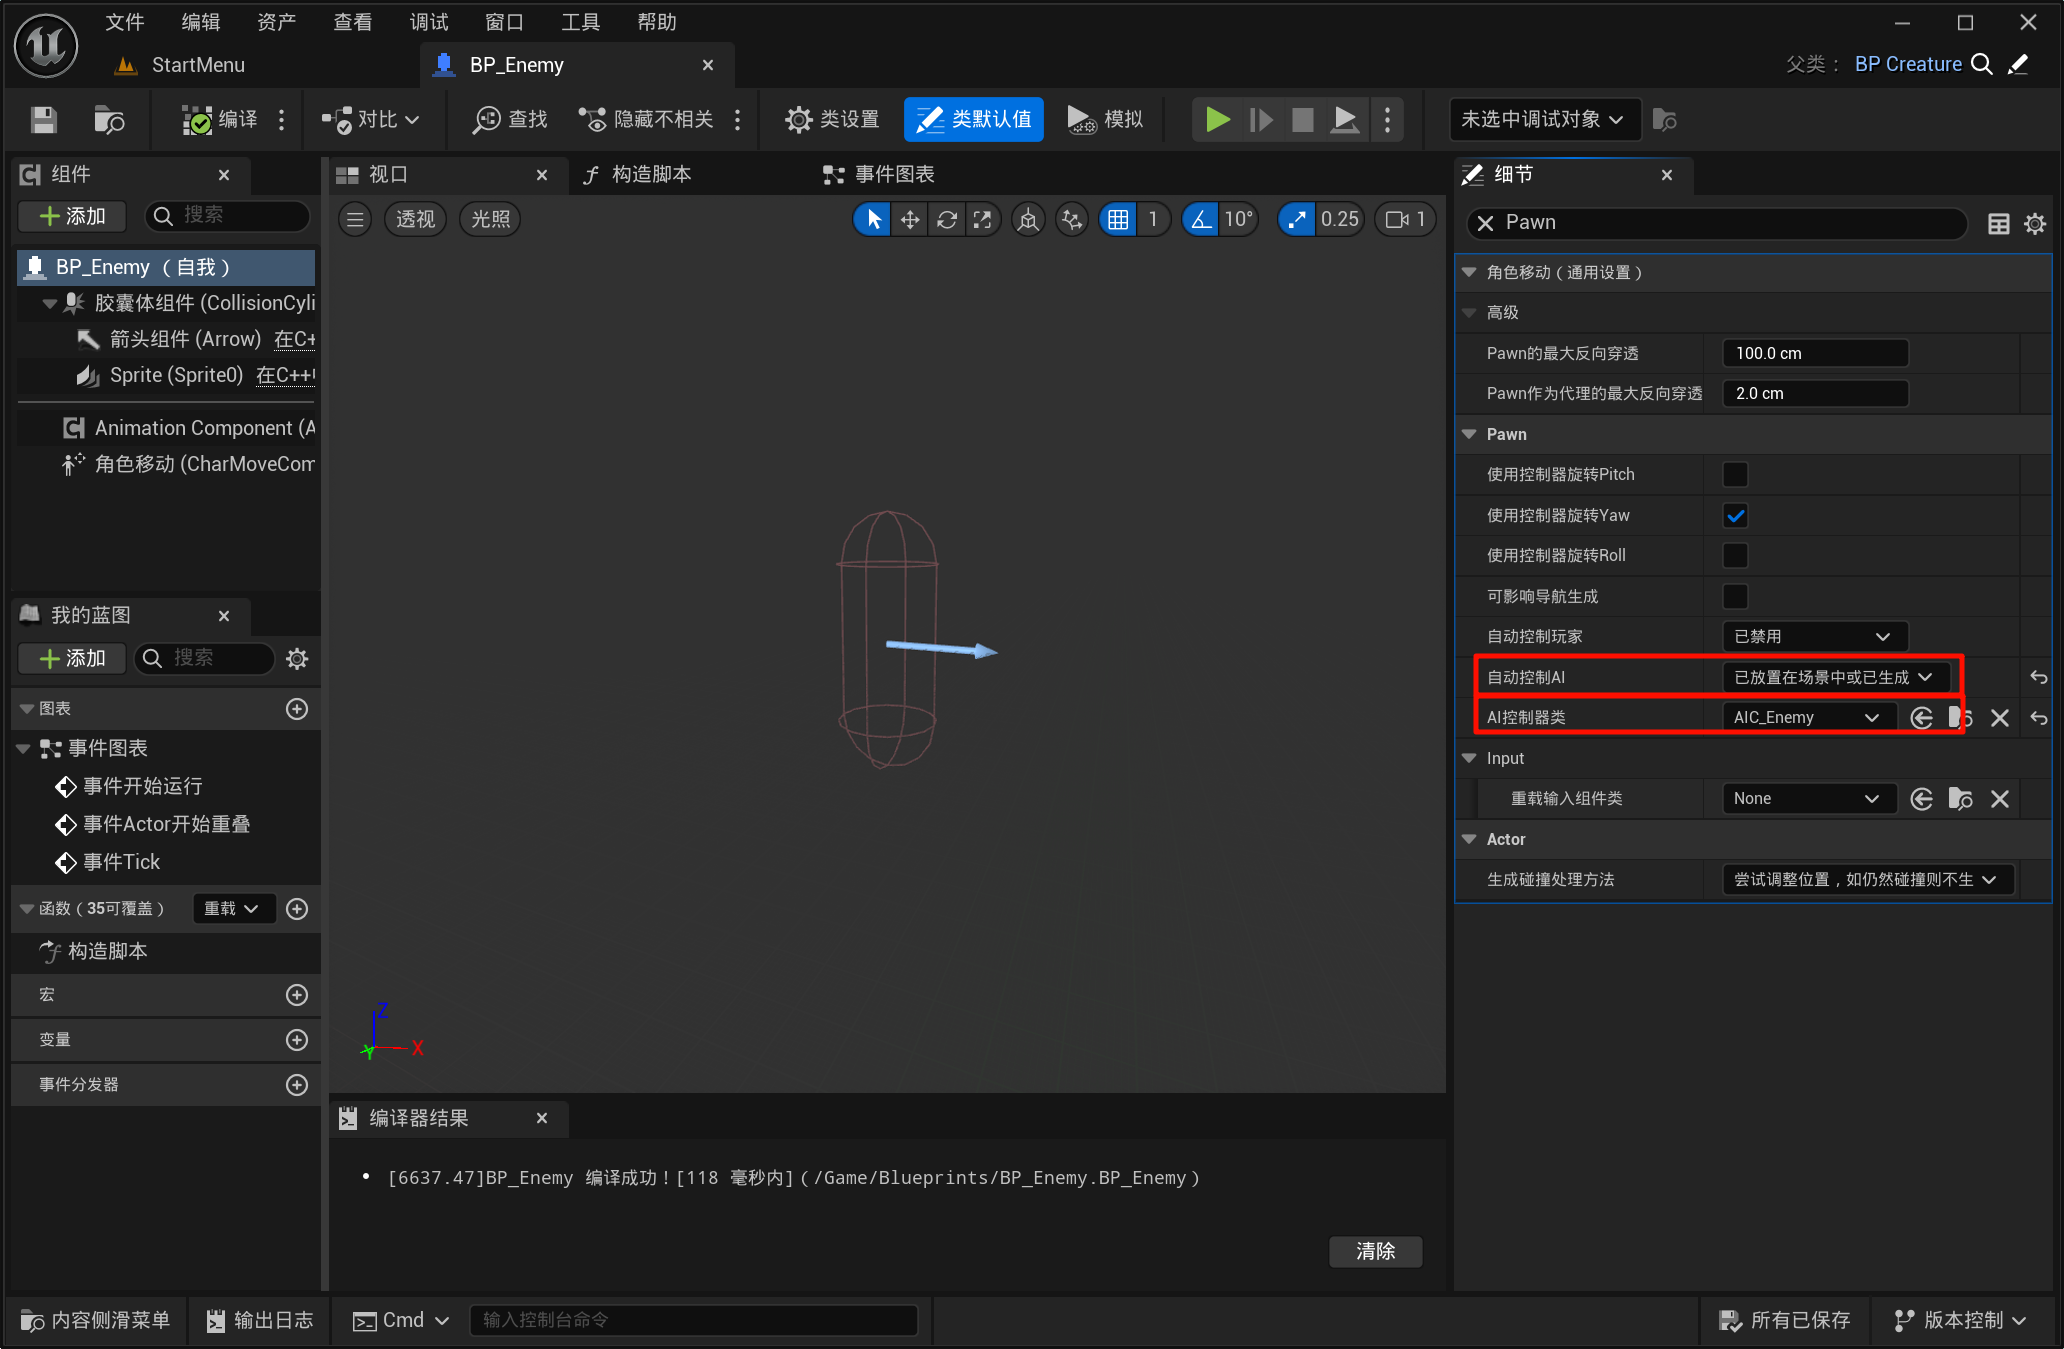 文件 编辑 资产 查看 调试 窗口 工具 帮助
StartMenu
BP_Enemy
父类： BP Creature
编译
对比
查找
隐藏不相关
类设置
类默认值
模拟
未选中调试对象
组件
添加
搜索
BP_Enemy （自我）
胶囊体组件 (CollisionCyli
箭头组件 (Arrow) 在C+
Sprite (Sprite0) 在C++
Animation Component (A
角色移动 (CharMoveCom
我的蓝图
添加
搜索
图表
事件图表
事件开始运行
事件Actor开始重叠
事件Tick
函数（35可覆盖） 重载
构造脚本
宏
变量
事件分发器
视口
构造脚本
事件图表
透视
光照
1
10°
0.25
1
Z
Y
X
编译器结果
[6637.47]BP_Enemy 编译成功！[118 毫秒内]（/Game/Blueprints/BP_Enemy.BP_Enemy）
清除
细节
Pawn
角色移动（通用设置）
高级
Pawn的最大反向穿透 100.0 cm
Pawn作为代理的最大反向穿透 2.0 cm
Pawn
使用控制器旋转Pitch
使用控制器旋转Yaw
使用控制器旋转Roll
可影响导航生成
自动控制玩家 已禁用
自动控制AI 已放置在场景中或已生成
AI控制器类 AIC_Enemy
Input
重载输入组件类 None
Actor
生成碰撞处理方法 尝试调整位置，如仍然碰撞则不生
内容侧滑菜单
输出日志
Cmd
输入控制台命令
所有已保存
版本控制